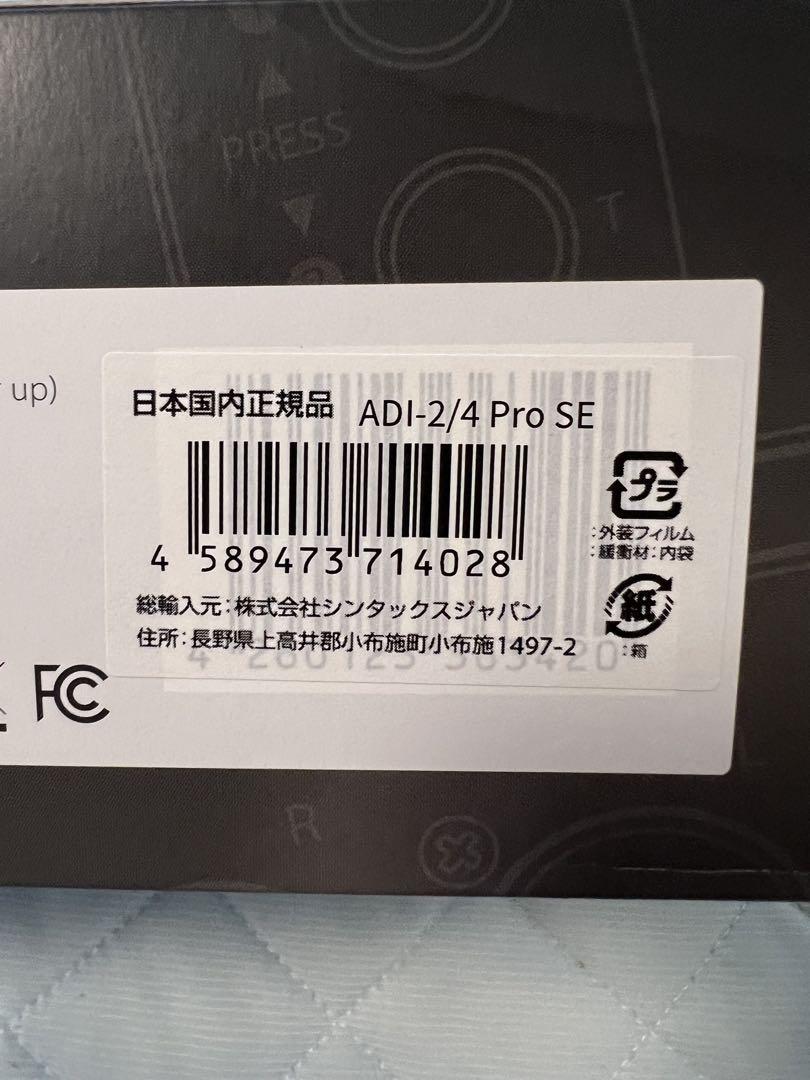 PRESS
T
up)
日本国内正規品 ADI-2/4 Pro SE
4 589473 714028
プラ
:外装フィルム
:緩衝材:内袋
総輸入元:株式会社シンタックスジャパン
住所:長野県上高井郡小布施町小布施1497-2
紙
:箱
FC
R